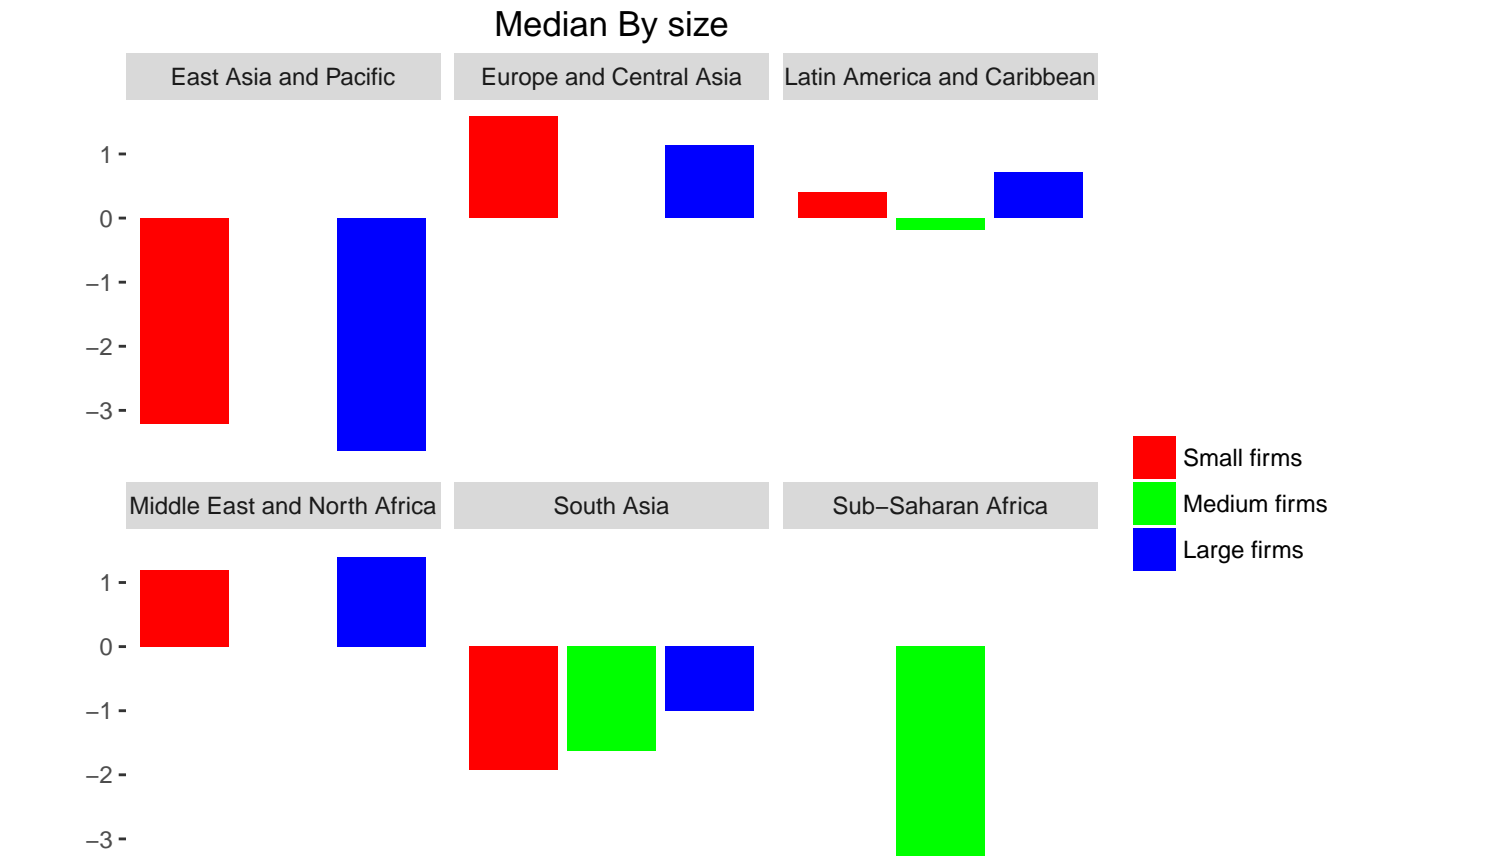 Median By size
East Asia and Pacific
Europe and Central Asia
Latin America and Caribbean
1
0
−1
−2
−3
Middle East and North Africa
South Asia
Sub−Saharan Africa
1
0
−1
−2
−3
Small firms
Medium firms
Large firms